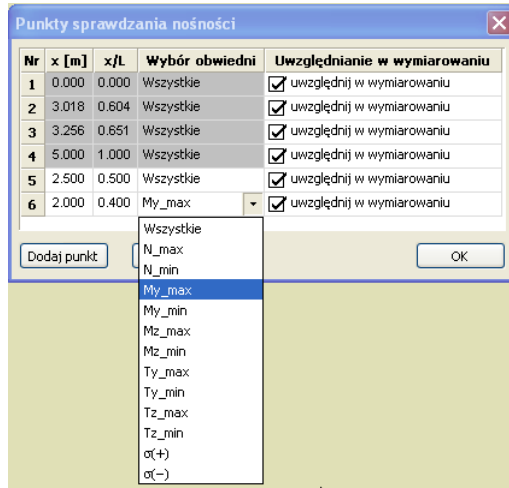 Punkty sprawdzania nośności
Nr x [m] x/L Wybór obwiedni Uwzględnianie w wymiarowaniu
1 0.000 0.000 Wszystkie uwzględnij w wymiarowaniu
2 3.018 0.604 Wszystkie uwzględnij w wymiarowaniu
3 3.256 0.651 Wszystkie uwzględnij w wymiarowaniu
4 5.000 1.000 Wszystkie uwzględnij w wymiarowaniu
5 2.500 0.500 Wszystkie uwzględnij w wymiarowaniu
6 2.000 0.400 My_max uwzględnij w wymiarowaniu
Dodaj punkt OK
Wszystkie
N_max
N_min
My_max
My_min
Mz_max
Mz_min
Ty_max
Ty_min
Tz_max
Tz_min
σ(+)
σ(−)